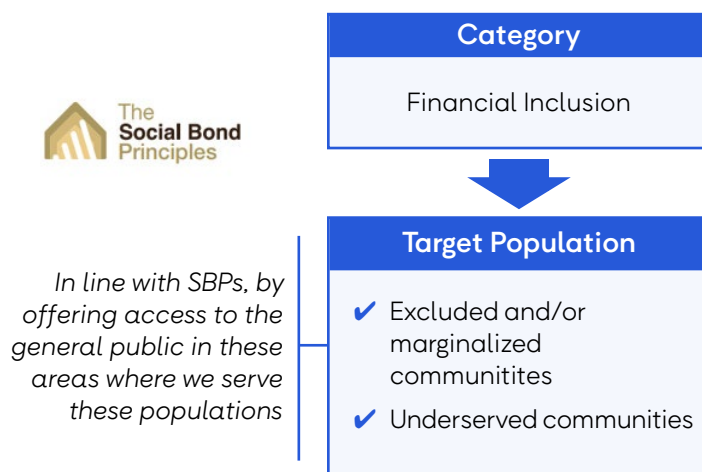 The
Social Bond
Principles
Category
Financial Inclusion
Target Population
In line with SBPs, by
offering access to the
general public in these
areas where we serve
these populations
✔ Excluded and/or
marginalized
communitites
✔ Underserved communities